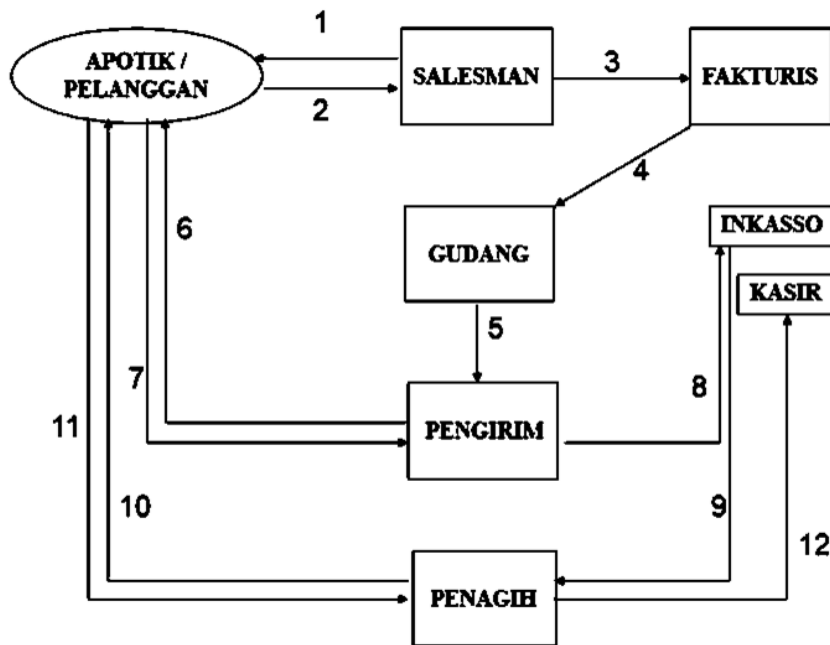 1
APOTIK /
PELANGGAN
SALESMAN
3
FAKTURIS
2
4
6
GUDANG
INKASSO
KASIR
5
7
8
11
PENGIRIM
10
9
12
PENAGIH